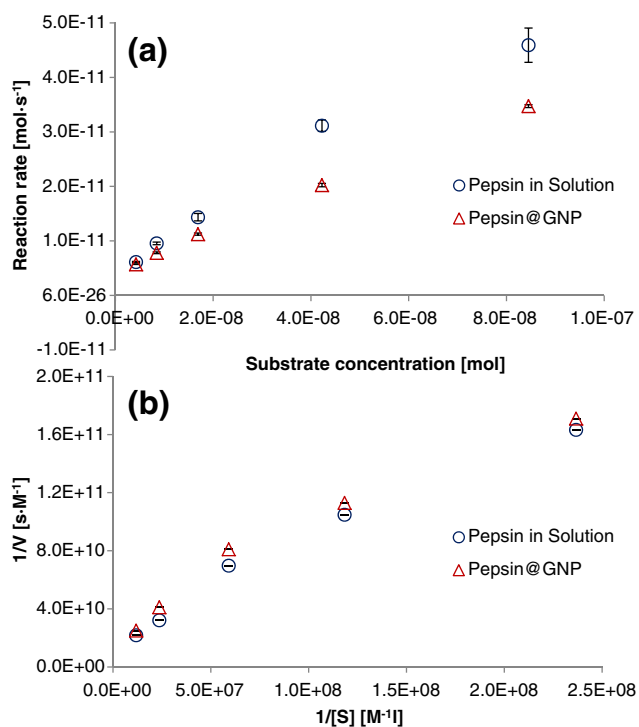 (a)
Reaction rate [mol·s⁻¹]
5.0E-11
4.0E-11
3.0E-11
2.0E-11
1.0E-11
6.0E-26
-1.0E-11
Pepsin in Solution
Pepsin@GNP
0.0E+00 2.0E-08 4.0E-08 6.0E-08 8.0E-08 1.0E-07
Substrate concentration [mol]
(b)
1/V [s·M⁻¹]
2.0E+11
1.6E+11
1.2E+11
8.0E+10
4.0E+10
0.0E+00
Pepsin in Solution
Pepsin@GNP
0.0E+00 5.0E+07 1.0E+08 1.5E+08 2.0E+08 2.5E+08
1/[S] [M⁻¹l]